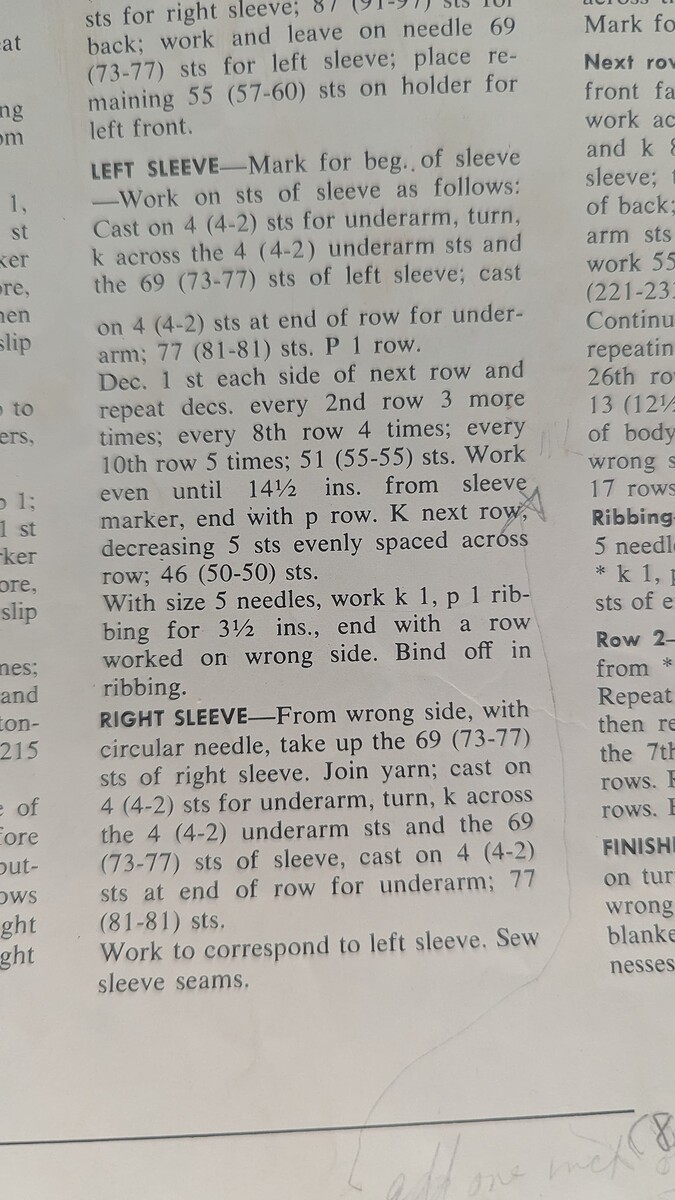 eat
ng
om
1,
st
ker
ore,
hen
slip
to
ers,
1;
1 st
rker
ore,
slip
nes;
and
ton-
215
of
fore
out-
ows
ght
ght
sts for right sleeve; 87 (91-97) sts for
back; work and leave on needle 69
(73-77) sts for left sleeve; place re-
maining 55 (57-60) sts on holder for
left front.
LEFT SLEEVE—Mark for beg. of sleeve
—Work on sts of sleeve as follows:
Cast on 4 (4-2) sts for underarm, turn,
k across the 4 (4-2) underarm sts and
the 69 (73-77) sts of left sleeve; cast
on 4 (4-2) sts at end of row for under-
arm; 77 (81-81) sts. P 1 row.
Dec. 1 st each side of next row and
repeat decs. every 2nd row 3 more
times; every 8th row 4 times; every
10th row 5 times; 51 (55-55) sts. Work
even until 14½ ins. from sleeve
marker, end with p row. K next row,
decreasing 5 sts evenly spaced across
row; 46 (50-50) sts.
With size 5 needles, work k 1, p 1 rib-
bing for 3½ ins., end with a row
worked on wrong side. Bind off in
ribbing.
RIGHT SLEEVE—From wrong side, with
circular needle, take up the 69 (73-77)
sts of right sleeve. Join yarn; cast on
4 (4-2) sts for underarm, turn, k across
the 4 (4-2) underarm sts and the 69
(73-77) sts of sleeve, cast on 4 (4-2)
sts at end of row for underarm; 77
(81-81) sts.
Work to correspond to left sleeve. Sew
sleeve seams.
across
Mark fo
Next row
front fa
work ac
and k 8
sleeve;
of back;
arm sts
work 55
(221-23
Continu
repeatin
26th ro
13 (12½
of body
wrong s
17 rows
Ribbing
5 needl
* k 1, p
sts of e
Row 2—
from *
Repeat
then re
the 7th
rows.
rows.
FINISHI
on tur
wrong
blanke
nesses
(8
add one inch